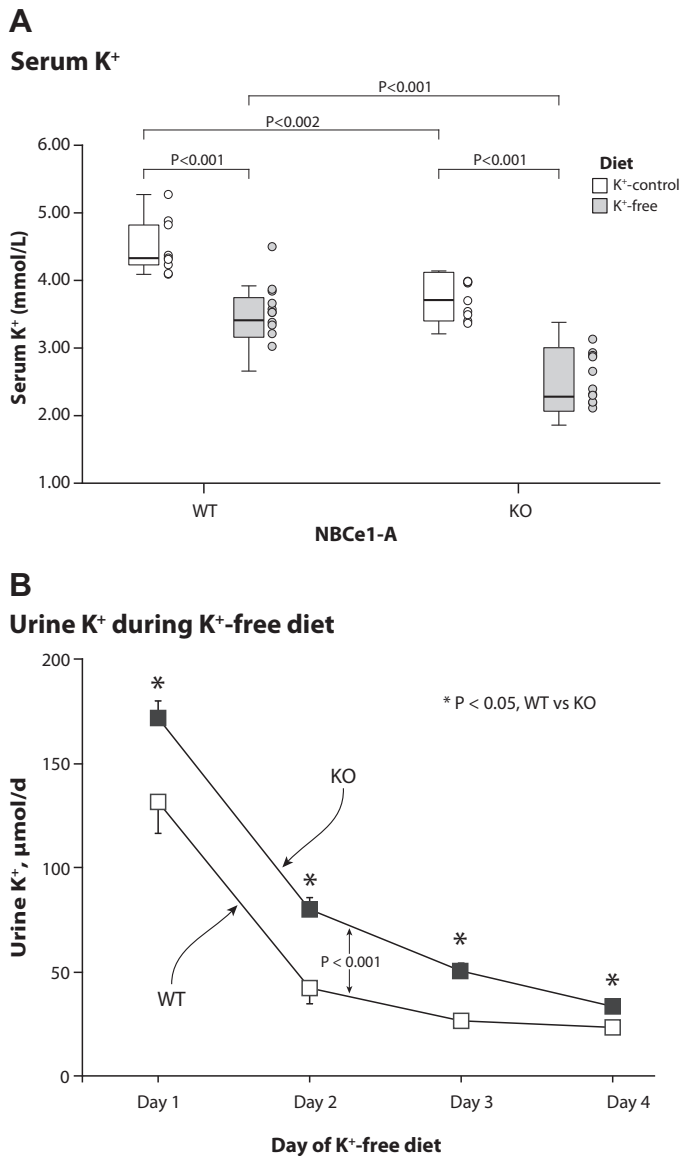 A
Serum K⁺
P<0.001
P<0.002
P<0.001
P<0.001
Diet
K⁺-control
K⁺-free
Serum K⁺ (mmol/L)
6.00
5.00
4.00
3.00
2.00
1.00
WT
KO
NBCe1-A
B
Urine K⁺ during K⁺-free diet
* P < 0.05, WT vs KO
Urine K⁺, µmol/d
200
150
100
50
0
*
*
*
*
KO
WT
P < 0.001
Day 1
Day 2
Day 3
Day 4
Day of K⁺-free diet